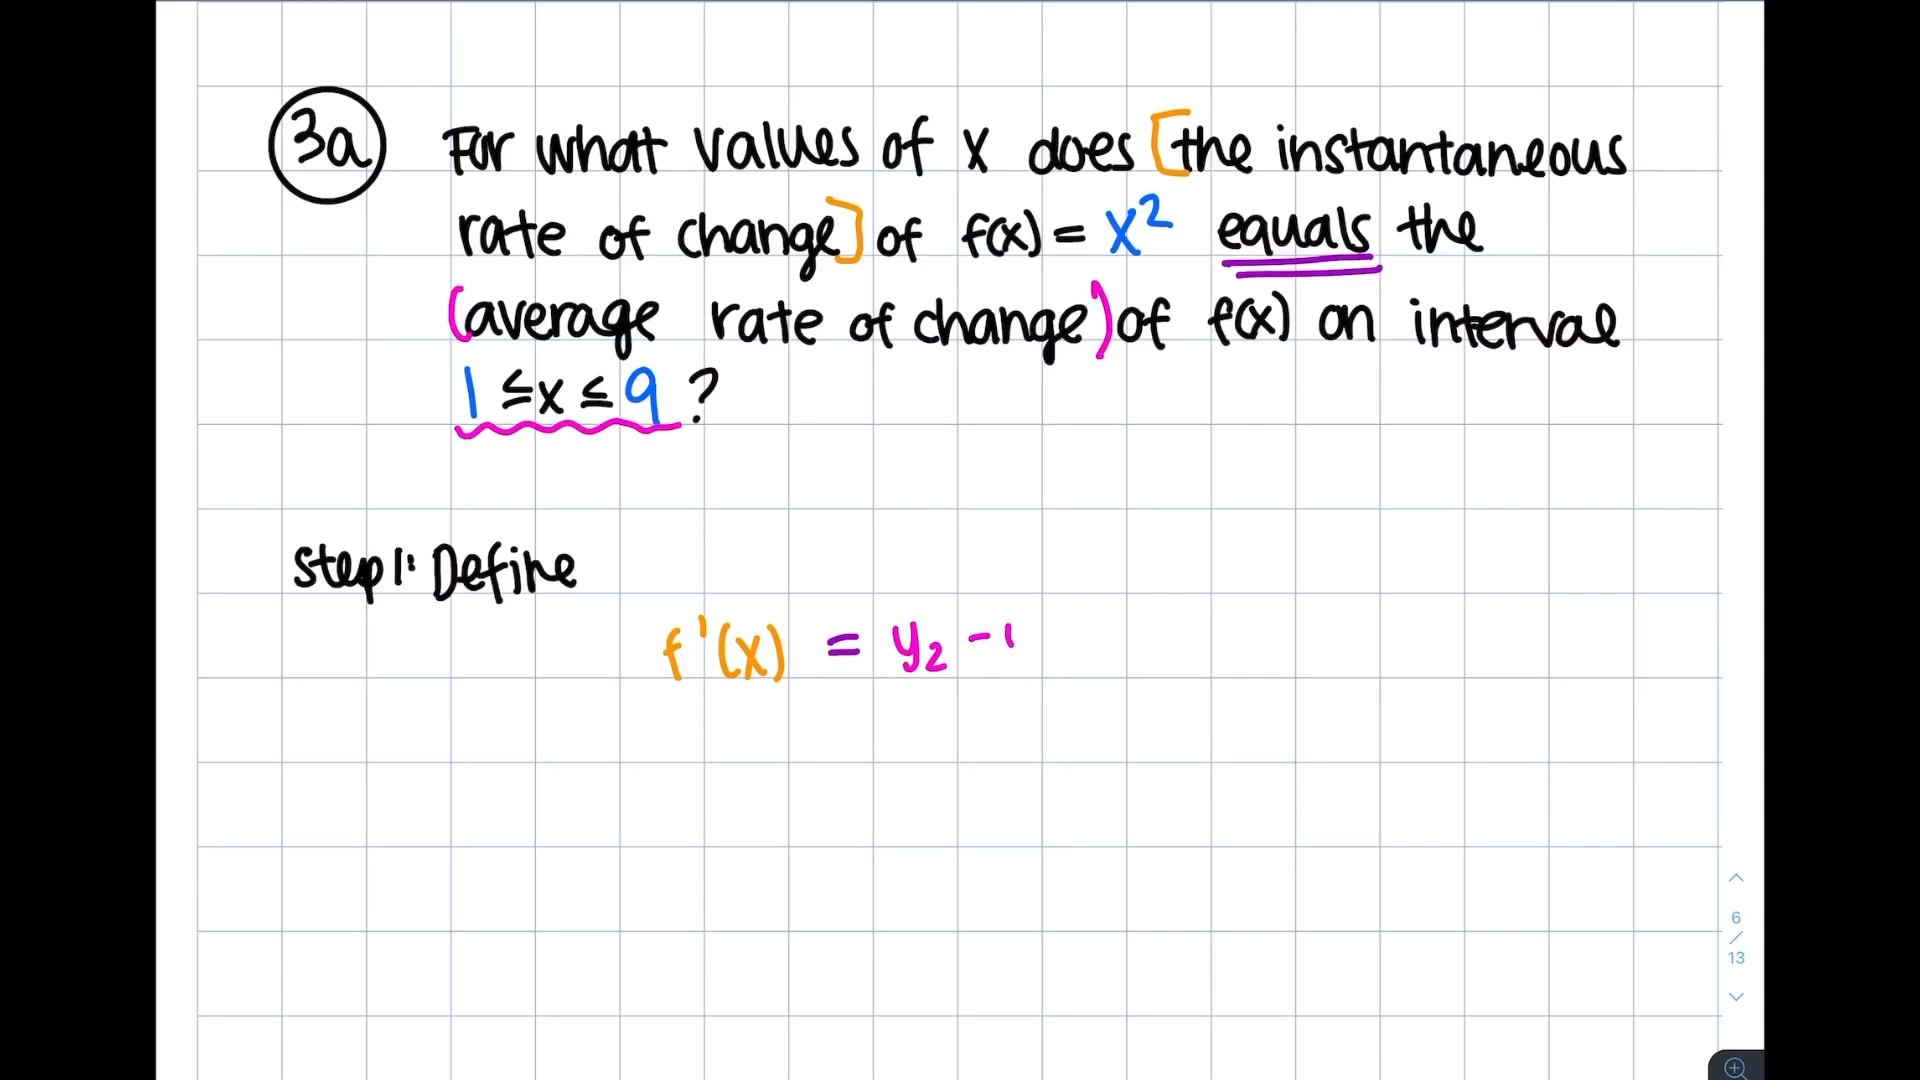 3a For what values of x does [the instantaneous
rate of change] of f(x) = x² equals the
(average rate of change) of f(x) on interval
1 ≤ x ≤ 9 ?
Step 1: Define
f'(x) = y₂ -
6
/
13